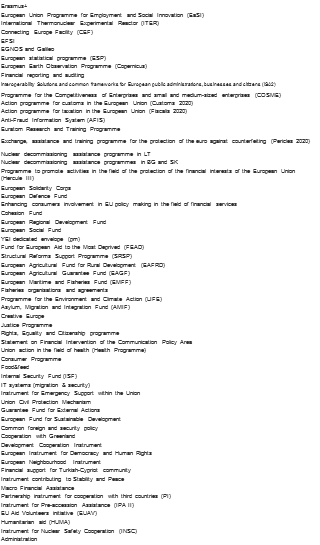 Erasmus+
European Union Programme for Employment and Social Innovation (EaSI)
International Thermonuclear Experimental Reactor (ITER)
Connecting Europe Facility (CEF)
EFSI
EGNOS and Galileo
European statistical programme (ESP)
European Earth Observation Programme (Copernicus)
Financial reporting and auditing
Interoperability Solutions and common frameworks for European public administrations, businesses and citizens (ISA2)
Programme for the Competitiveness of Enterprises and small and medium-sized enterprises (COSME)
Action programme for customs in the European Union (Customs 2020)
Action programme for taxation in the European Union (Fiscalis 2020)
Anti-Fraud Information System (AFIS)
Euratom Research and Training Programme
Exchange, assistance and training programme for the protection of the euro against counterfeiting (Pericles 2020)
Nuclear decommissioning assistance programme in LT
Nuclear decommissioning assistance programmes in BG and SK
Programme to promote activities in the field of the protection of the financial interests of the European Union
(Hercule III)
European Solidarity Corps
European Defence Fund
Enhancing consumers involvement in EU policy making in the field of financial services
Cohesion Fund
European Regional Development Fund
European Social Fund
YEI dedicated envelope (pm)
Fund for European Aid to the Most Deprived (FEAD)
Structural Reforms Support Programme (SRSP)
European Agricultural Fund for Rural Development (EAFRD)
European Agricultural Guarantee Fund (EAGF)
European Maritime and Fisheries Fund (EMFF)
Fisheries organisations and agreements
Programme for the Environment and Climate Action (LIFE)
Asylum, Migration and Integration Fund (AMIF)
Creative Europe
Justice Programme
Rights, Equality and Citizenship programme
Statement on Financial Intervention of the Communication Policy Area
Union action in the field of health (Health Programme)
Consumer Programme
Food&feed
Internal Security Fund (ISF)
IT systems (migration & security)
Instrument for Emergency Support within the Union
Union Civil Protection Mechanism
Guarantee Fund for External Actions
European Fund for Sustainable Development
Common foreign and security policy
Cooperation with Greenland
Development Cooperation Instrument
European Instrument for Democracy and Human Rights
European Neighbourhood Instrument
Financial support for Turkish-Cypriot community
Instrument contributing to Stability and Peace
Macro Financial Assistance
Partnership instrument for cooperation with third countries (PI)
Instrument for Pre-accession Assistance (IPA II)
EU Aid Volunteers initiative (EUAV)
Humanitarian aid (HUMA)
Instrument for Nuclear Safety Cooperation (INSC)
Administration